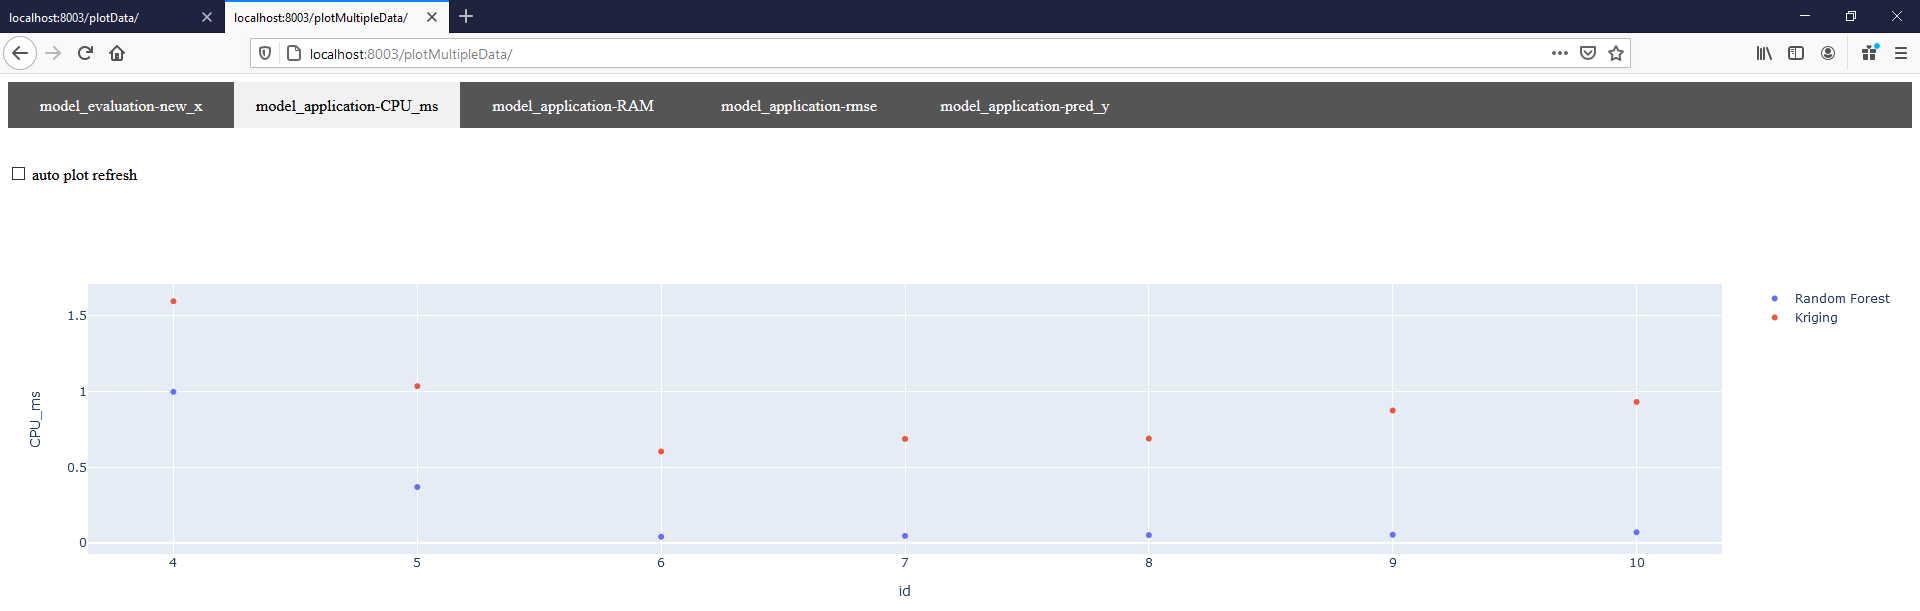 localhost:8003/plotData/
localhost:8003/plotMultipleData/
localhost:8003/plotMultipleData/
model_evaluation-new_x
model_application-CPU_ms
model_application-RAM
model_application-rmse
model_application-pred_y
auto plot refresh
Random Forest
Kriging
1.5
1
0.5
0
CPU_ms
4 5 6 7 8 9 10
id